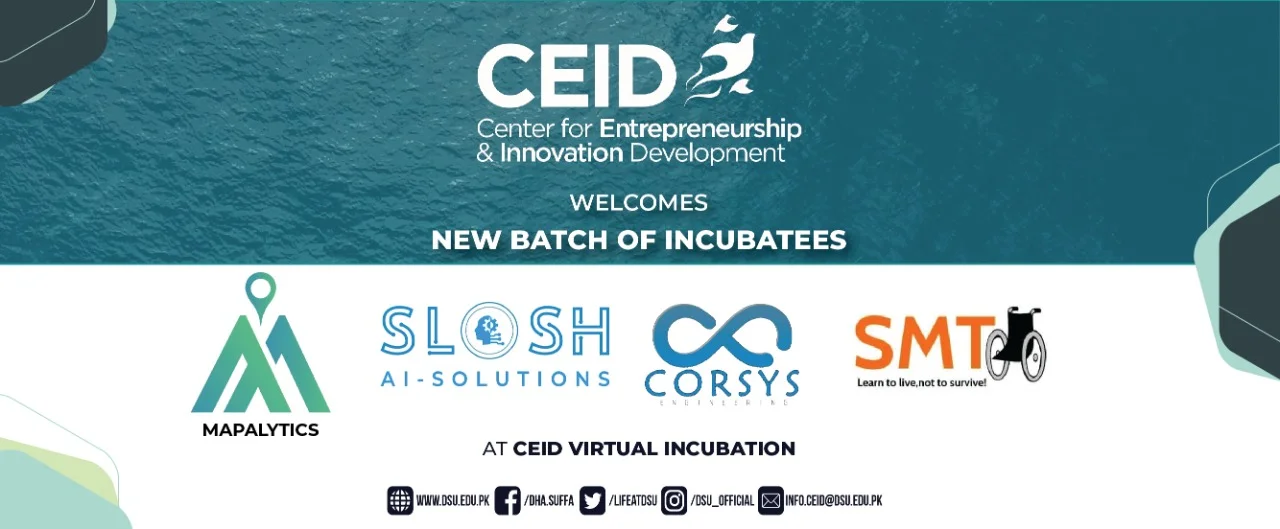 CEID
Center for Entrepreneurship
& Innovation Development
WELCOMES
NEW BATCH OF INCUBATEES
MAPALYTICS
SLOSH
AI-SOLUTIONS
CORSYS
ENGINEERING
SMT
Learn to live,not to survive!
AT CEID VIRTUAL INCUBATION
WWW.DSU.EDU.PK /DHA.SUFFA /LIFEATDSU /DSU_OFFICIAL INFO.CEID@DSU.EDU.PK